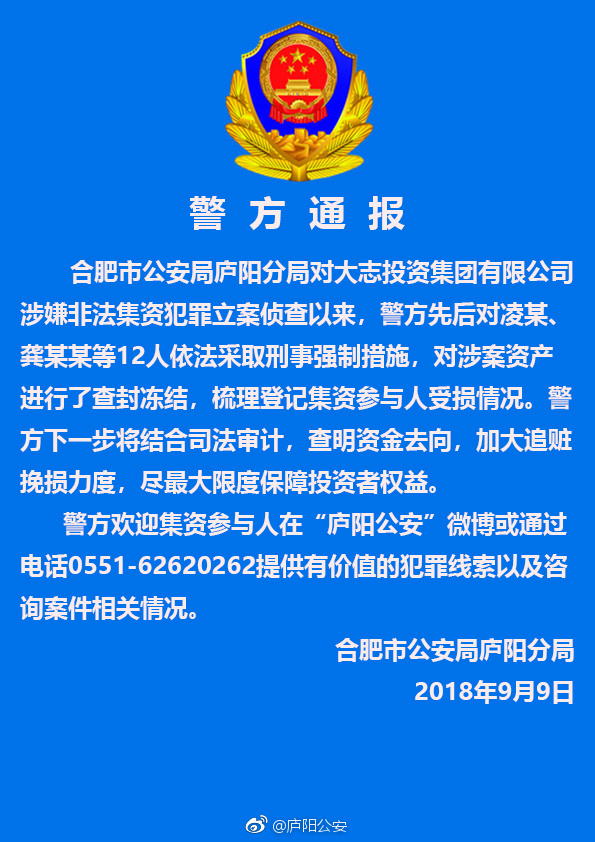 警方通报
合肥市公安局庐阳分局对大志投资集团有限公司
涉嫌非法集资犯罪立案侦查以来，警方先后对凌某、
龚某某等12人依法采取刑事强制措施，对涉案资产
进行了查封冻结，梳理登记集资参与人受损情况。警
方下一步将结合司法审计，查明资金去向，加大追赃
挽损力度，尽最大限度保障投资者权益。
警方欢迎集资参与人在“庐阳公安”微博或通过
电话0551-62620262提供有价值的犯罪线索以及咨
询案件相关情况。
合肥市公安局庐阳分局
2018年9月9日
@庐阳公安